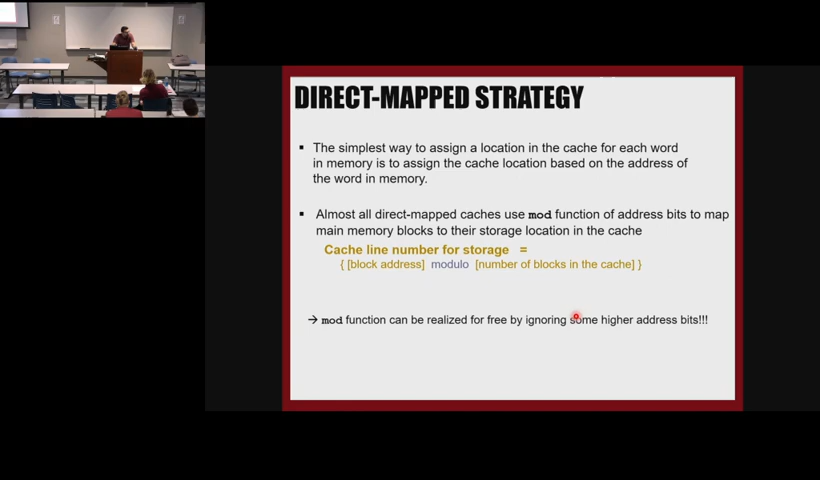 DIRECT-MAPPED STRATEGY
▪ The simplest way to assign a location in the cache for each word
in memory is to assign the cache location based on the address of
the word in memory.
▪ Almost all direct-mapped caches use mod function of address bits to map
main memory blocks to their storage location in the cache
Cache line number for storage =
{ [block address] modulo [number of blocks in the cache] }
→ mod function can be realized for free by ignoring some higher address bits!!!